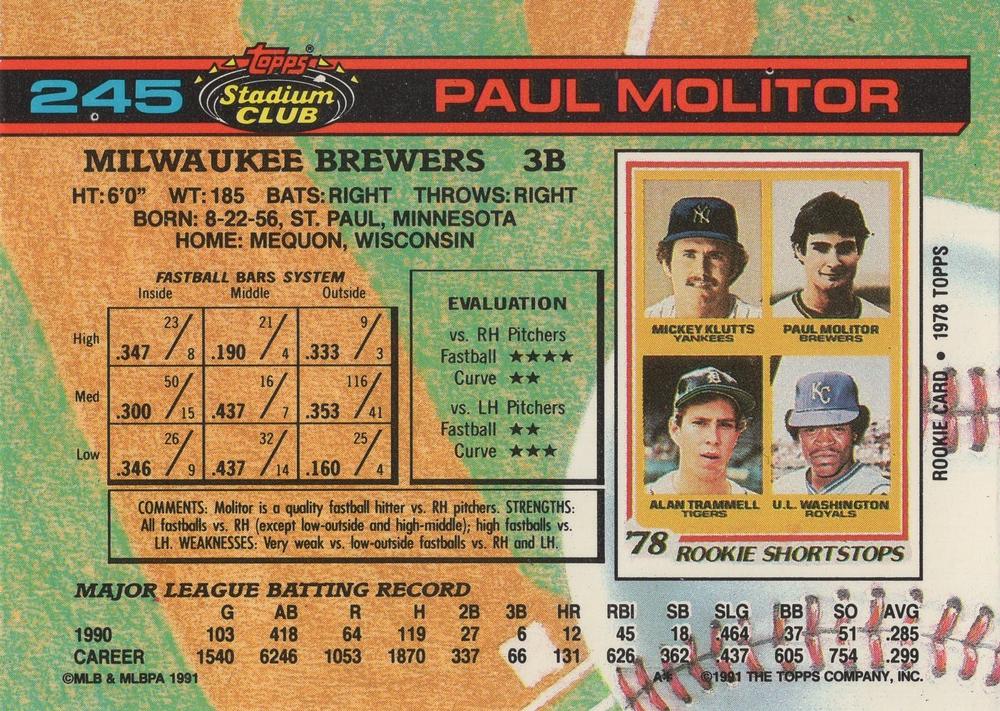 245
TOPPS®
Stadium
CLUB
PAUL MOLITOR
MILWAUKEE BREWERS 3B
HT: 6'0" WT: 185 BATS: RIGHT THROWS: RIGHT
BORN: 8-22-56, ST. PAUL, MINNESOTA
HOME: MEQUON, WISCONSIN
FASTBALL BARS SYSTEM
Inside Middle Outside
High .347 23/8 .190 21/4 .333 9/3
Med .300 50/15 .437 16/7 .353 116/41
Low .346 26/9 .437 32/14 .160 25/4
EVALUATION
vs. RH Pitchers
Fastball ★★★★
Curve ★★
vs. LH Pitchers
Fastball ★★
Curve ★★★
COMMENTS: Molitor is a quality fastball hitter vs. RH pitchers. STRENGTHS:
All fastballs vs. RH (except low-outside and high-middle); high fastballs vs.
LH. WEAKNESSES: Very weak vs. low-outside fastballs vs. RH and LH.
NY
MICKEY KLUTTS
YANKEES
PAUL MOLITOR
BREWERS
D
ALAN TRAMMELL
TIGERS
KC
U.L. WASHINGTON
ROYALS
'78 ROOKIE SHORTSTOPS
ROOKIE CARD • 1978 TOPPS
MAJOR LEAGUE BATTING RECORD
G AB R H 2B 3B HR RBI SB SLG BB SO AVG
1990 103 418 64 119 27 6 12 45 18 .464 37 51 .285
CAREER 1540 6246 1053 1870 337 66 131 626 362 .437 605 754 .299
©MLB & MLBPA 1991
A* ©1991 THE TOPPS COMPANY, INC.